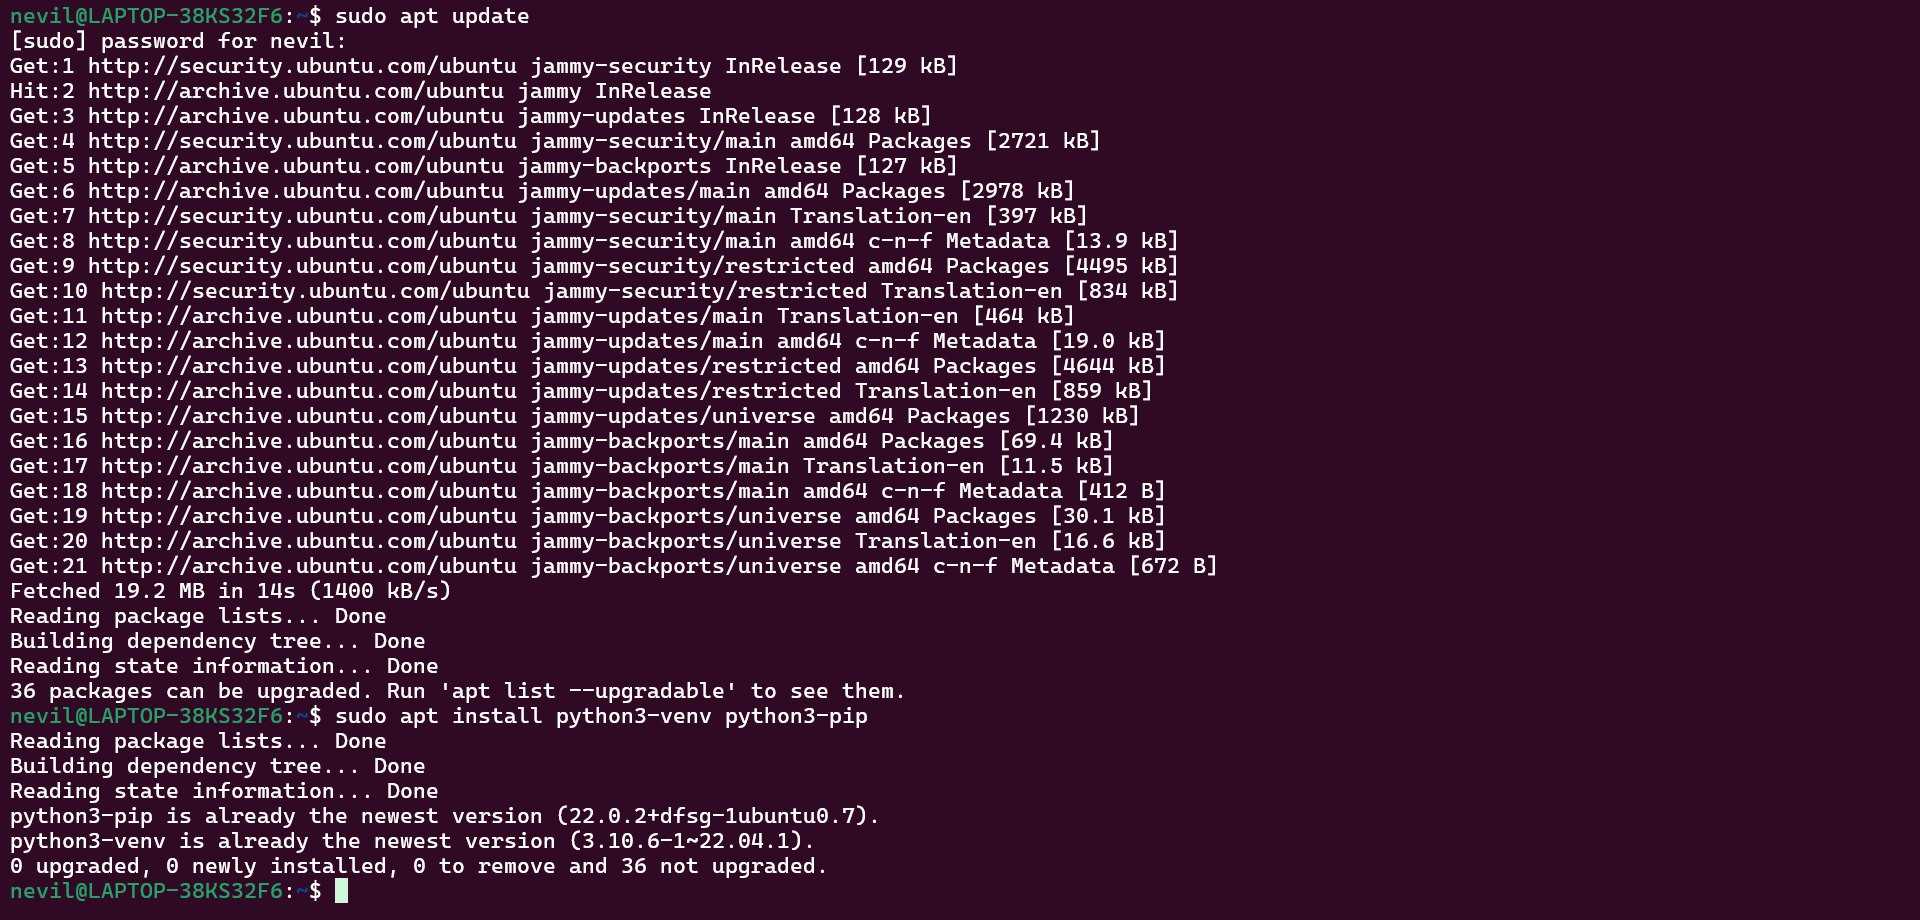 nevil@LAPTOP-38KS32F6:~$ sudo apt update
[sudo] password for nevil:
Get:1 http://security.ubuntu.com/ubuntu jammy-security InRelease [129 kB]
Hit:2 http://archive.ubuntu.com/ubuntu jammy InRelease
Get:3 http://archive.ubuntu.com/ubuntu jammy-updates InRelease [128 kB]
Get:4 http://security.ubuntu.com/ubuntu jammy-security/main amd64 Packages [2721 kB]
Get:5 http://archive.ubuntu.com/ubuntu jammy-backports InRelease [127 kB]
Get:6 http://archive.ubuntu.com/ubuntu jammy-updates/main amd64 Packages [2978 kB]
Get:7 http://security.ubuntu.com/ubuntu jammy-security/main Translation-en [397 kB]
Get:8 http://security.ubuntu.com/ubuntu jammy-security/main amd64 c-n-f Metadata [13.9 kB]
Get:9 http://security.ubuntu.com/ubuntu jammy-security/restricted amd64 Packages [4495 kB]
Get:10 http://security.ubuntu.com/ubuntu jammy-security/restricted Translation-en [834 kB]
Get:11 http://archive.ubuntu.com/ubuntu jammy-updates/main Translation-en [464 kB]
Get:12 http://archive.ubuntu.com/ubuntu jammy-updates/main amd64 c-n-f Metadata [19.0 kB]
Get:13 http://archive.ubuntu.com/ubuntu jammy-updates/restricted amd64 Packages [4644 kB]
Get:14 http://archive.ubuntu.com/ubuntu jammy-updates/restricted Translation-en [859 kB]
Get:15 http://archive.ubuntu.com/ubuntu jammy-updates/universe amd64 Packages [1230 kB]
Get:16 http://archive.ubuntu.com/ubuntu jammy-backports/main amd64 Packages [69.4 kB]
Get:17 http://archive.ubuntu.com/ubuntu jammy-backports/main Translation-en [11.5 kB]
Get:18 http://archive.ubuntu.com/ubuntu jammy-backports/main amd64 c-n-f Metadata [412 B]
Get:19 http://archive.ubuntu.com/ubuntu jammy-backports/universe amd64 Packages [30.1 kB]
Get:20 http://archive.ubuntu.com/ubuntu jammy-backports/universe Translation-en [16.6 kB]
Get:21 http://archive.ubuntu.com/ubuntu jammy-backports/universe amd64 c-n-f Metadata [672 B]
Fetched 19.2 MB in 14s (1400 kB/s)
Reading package lists... Done
Building dependency tree... Done
Reading state information... Done
36 packages can be upgraded. Run 'apt list --upgradable' to see them.
nevil@LAPTOP-38KS32F6:~$ sudo apt install python3-venv python3-pip
Reading package lists... Done
Building dependency tree... Done
Reading state information... Done
python3-pip is already the newest version (22.0.2+dfsg-1ubuntu0.7).
python3-venv is already the newest version (3.10.6-1~22.04.1).
0 upgraded, 0 newly installed, 0 to remove and 36 not upgraded.
nevil@LAPTOP-38KS32F6:~$